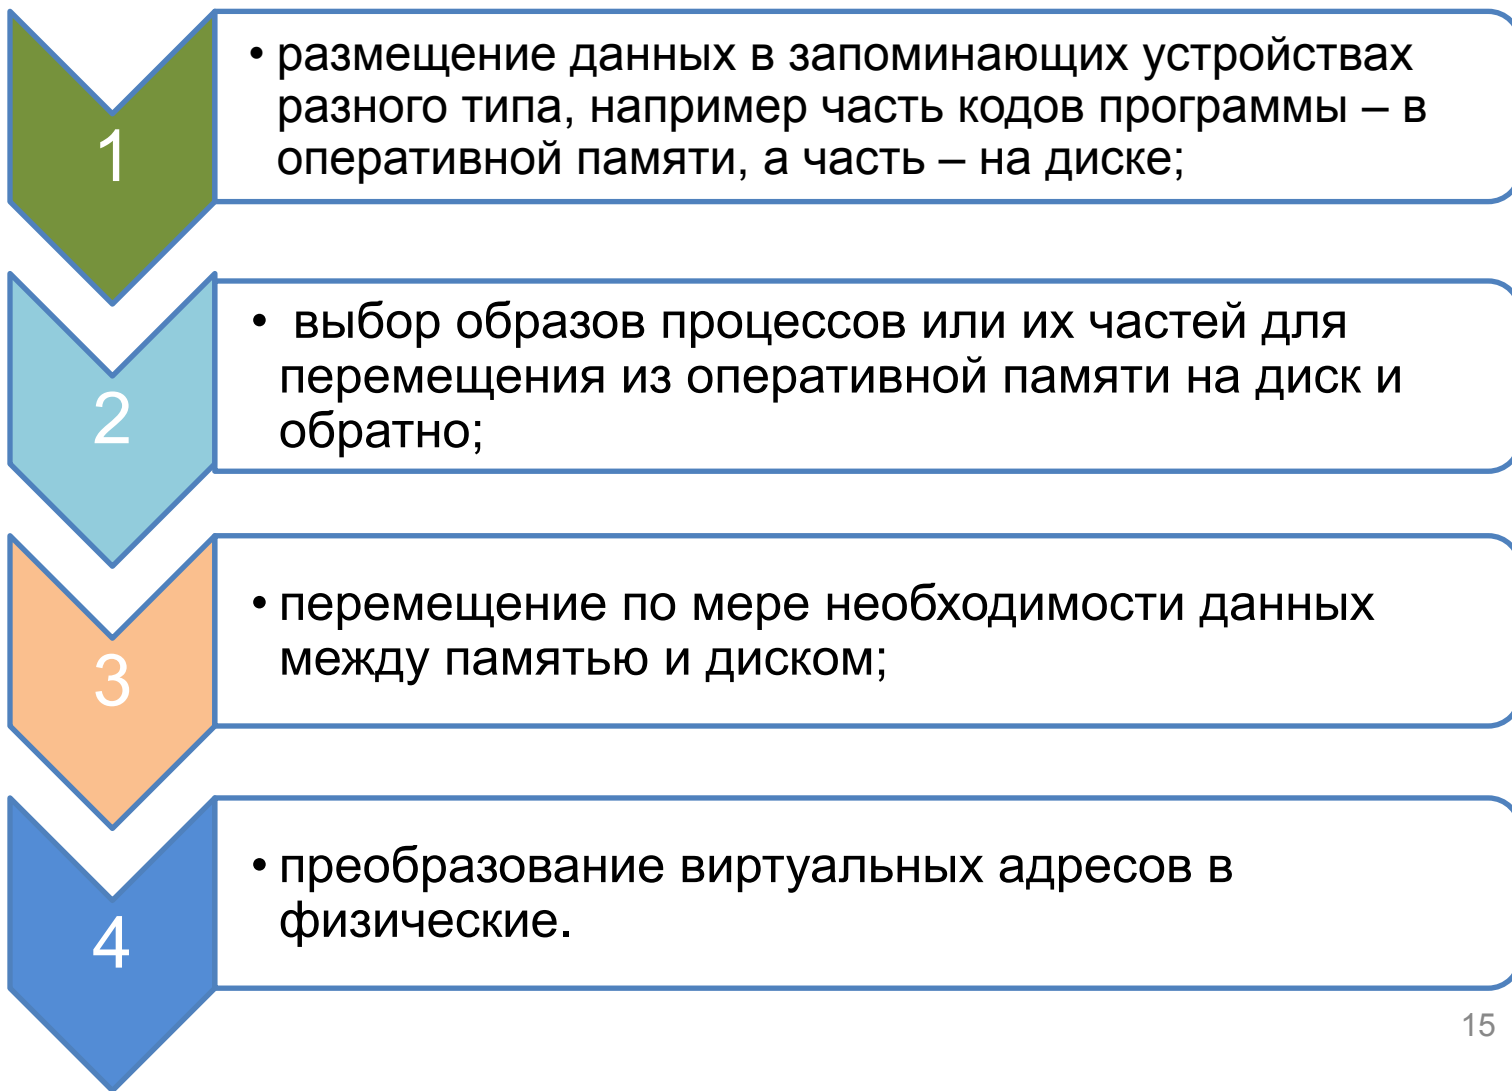 1
• размещение данных в запоминающих устройствах
разного типа, например часть кодов программы – в
оперативной памяти, а часть – на диске;
2
• выбор образов процессов или их частей для
перемещения из оперативной памяти на диск и
обратно;
3
• перемещение по мере необходимости данных
между памятью и диском;
4
• преобразование виртуальных адресов в
физические.
15